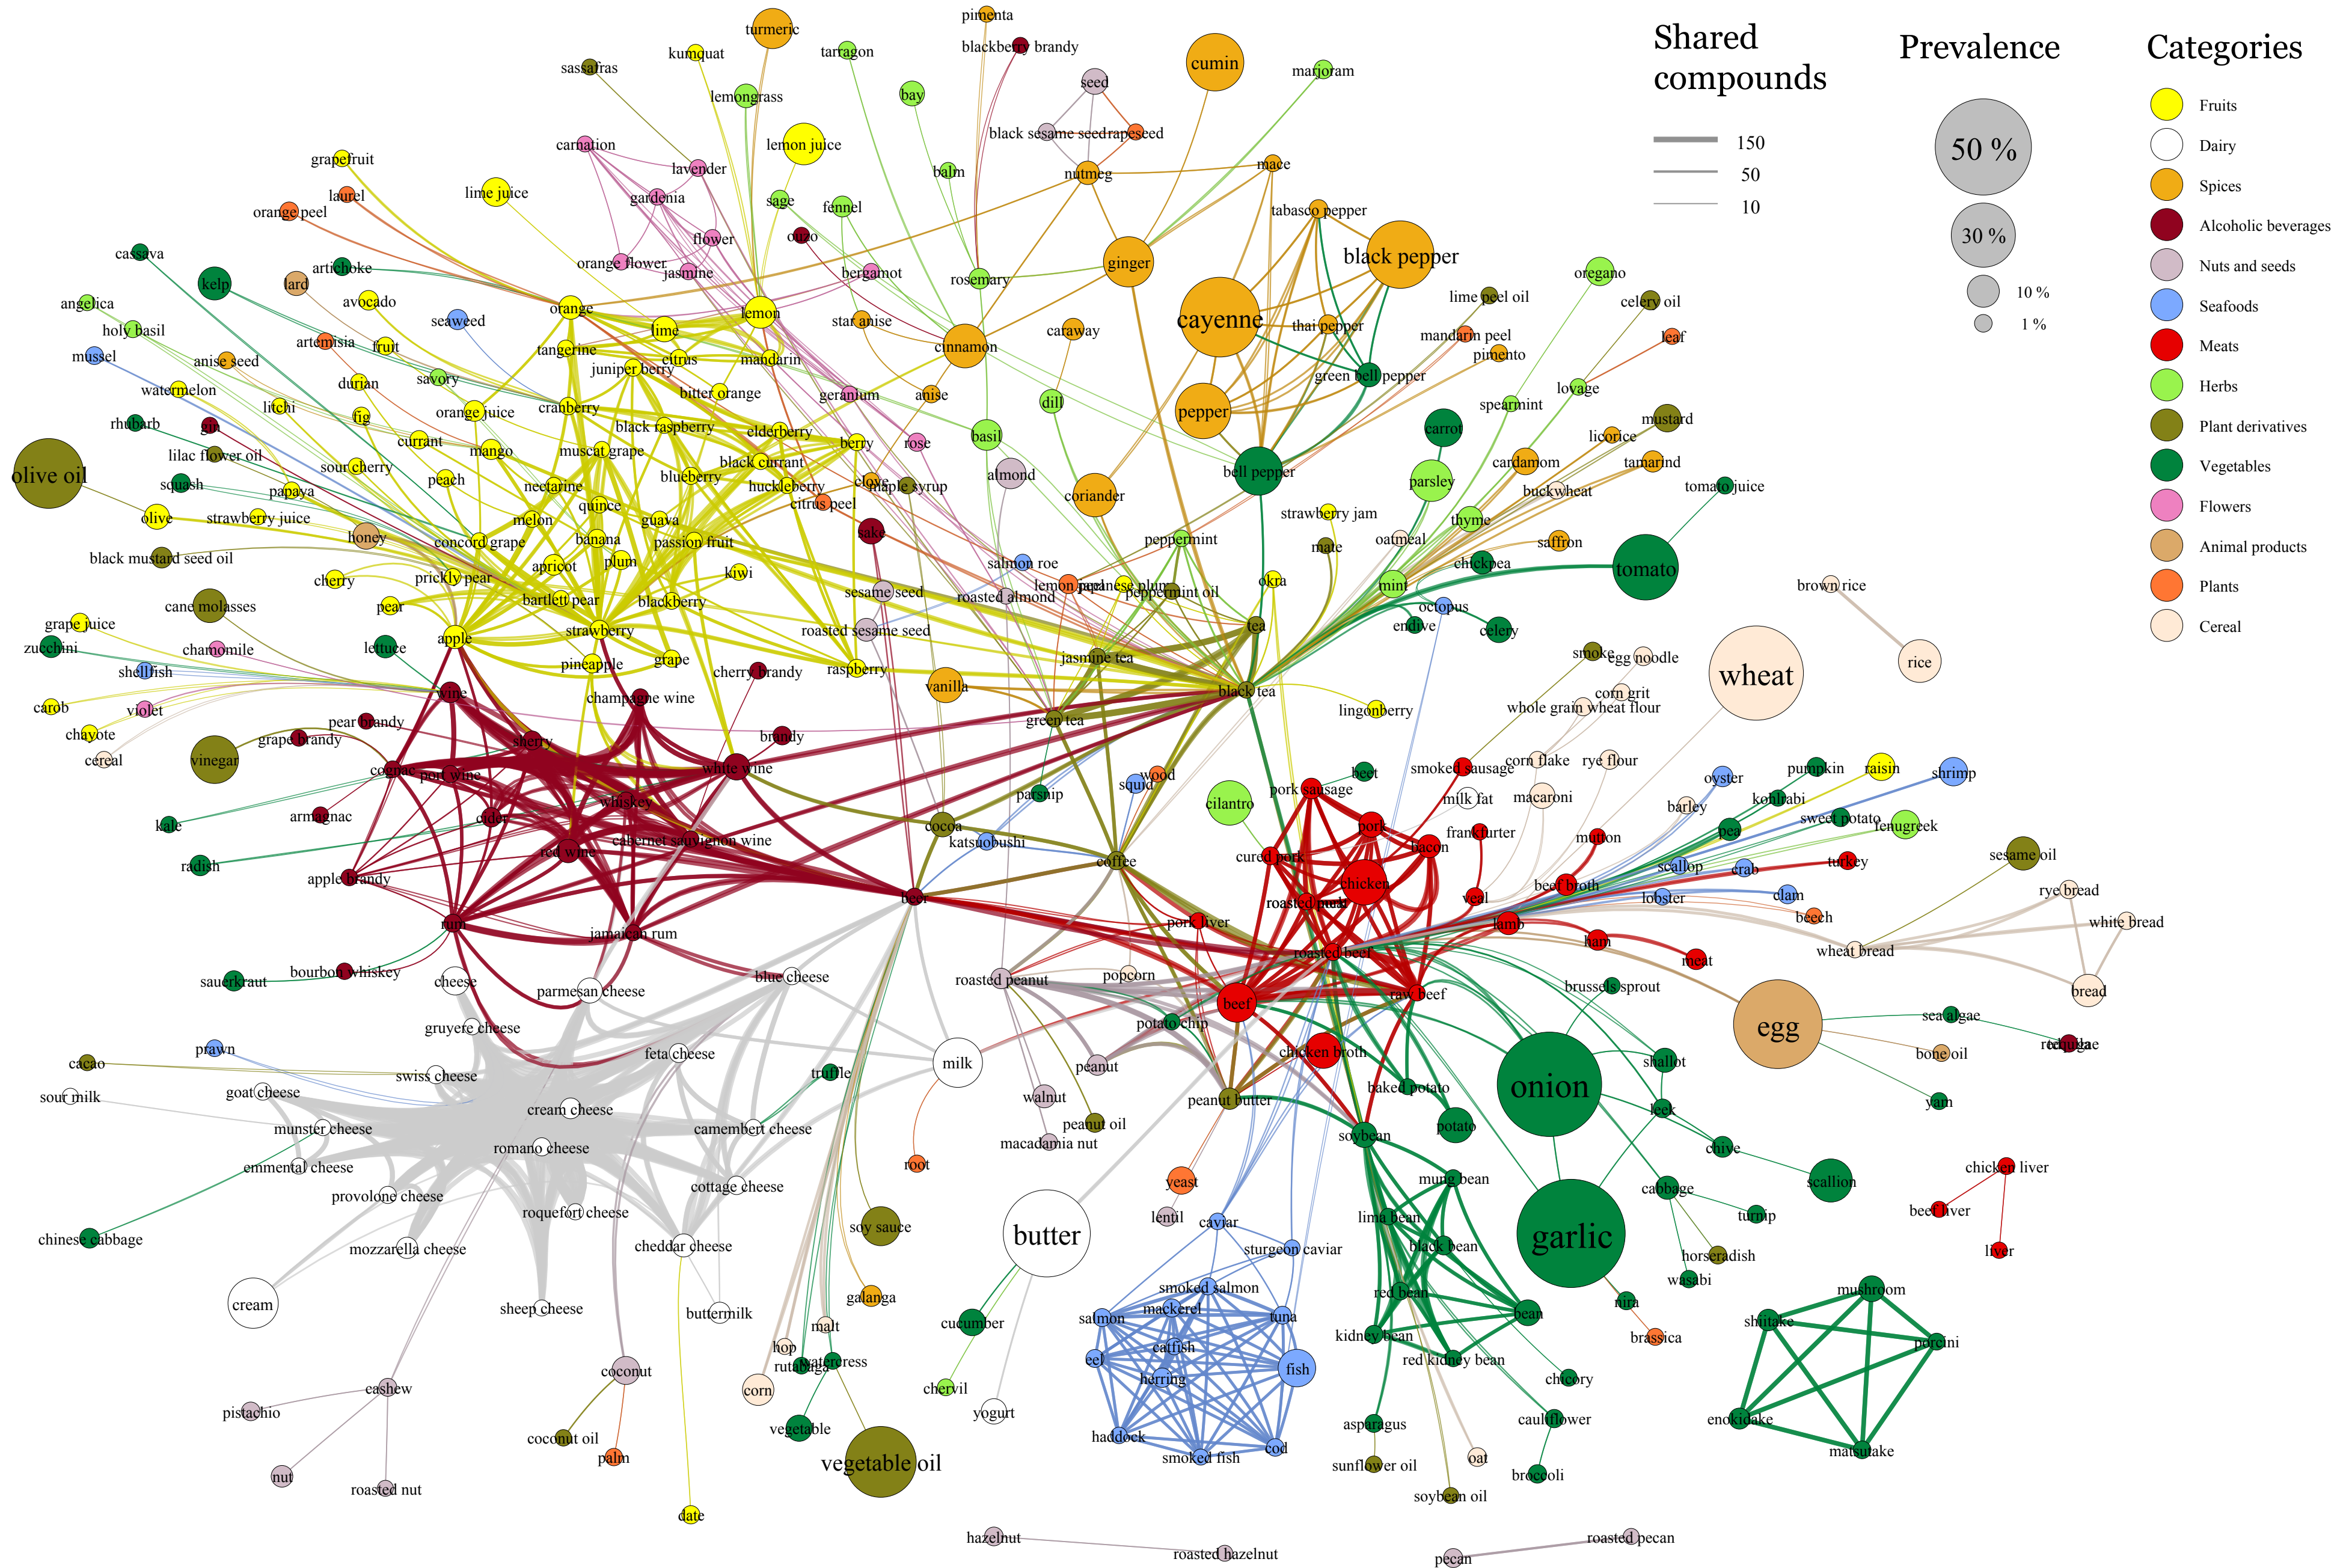 Shared
compounds
150
50
10
Prevalence
50 %
30 %
10 %
1 %
Categories
Fruits
Dairy
Spices
Alcoholic beverages
Nuts and seeds
Seafoods
Meats
Herbs
Plant derivatives
Vegetables
Flowers
Animal products
Plants
Cereal
pimenta
turmeric
blackberry brandy
kumquat
tarragon
cumin
sassafras
marjoram
seed
lemongrass
bay
black sesame seed
rapeseed
carnation
lemon juice
grapefruit
mace
lavender
balm
nutmeg
lime juice
laurel
gardenia
sage
fennel
orange peel
tabasco pepper
flower
ouzo
cassava
black pepper
orange flower
jasmine
bergamot
ginger
artichoke
kelp
lard
rosemary
oregano
angelica
avocado
orange
lemon
lime peel oil
celery oil
holy basil
seaweed
lime
star anise
caraway
cayenne
thai pepper
mandarin peel
leaf
artemisia
fruit
tangerine
citrus
mandarin
cinnamon
mussel
anise seed
juniper berry
pimento
green bell pepper
savory
durian
watermelon
bitter orange
geranium
anise
lovage
litchi
fig
orange juice
cranberry
dill
pepper
spearmint
rhubarb
gin
black raspberry
elderberry
mustard
currant
mango
muscat grape
berry
rose
basil
carrot
licorice
lilac flower oil
sour cherry
black currant
olive oil
squash
peach
nectarine
blueberry
huckleberry
clove
maple syrup
almond
bell pepper
parsley
cardamom
tamarind
buckwheat
tomato juice
papaya
quince
citrus peel
coriander
olive
strawberry juice
melon
guava
strawberry jam
thyme
honey
concord grape
banana
passion fruit
sake
peppermint
mate
oatmeal
saffron
black mustard seed oil
apricot
plum
salmon roe
chickpea
tomato
cherry
prickly pear
kiwi
lemon peel
japanese plum
okra
mint
brown rice
cane molasses
pear
bartlett pear
blackberry
sesame seed
roasted almond
peppermint oil
octopus
grape juice
apple
strawberry
roasted sesame seed
tea
endive
celery
zucchini
chamomile
lettuce
pineapple
grape
raspberry
jasmine tea
smoke
egg noodle
rice
shellfish
cherry brandy
wheat
wine
champagne wine
vanilla
black tea
corn grit
carob
violet
whole grain wheat flour
lingonberry
chayote
pear brandy
green tea
grape brandy
sherry
brandy
cereal
vinegar
cognac
port wine
white wine
wood
beet
smoked sausage
corn flake
rye flour
oyster
pumpkin
raisin
shrimp
squid
parsnip
pork sausage
milk fat
macaroni
kohlrabi
whiskey
cilantro
barley
armagnac
cider
sweet potato
kale
cocoa
pork
frankfurter
mutton
pea
fenugreek
cabernet sauvignon wine
katsuobushi
red wine
cured pork
bacon
radish
coffee
scallop
crab
turkey
sesame oil
apple brandy
chicken
beef broth
rye bread
beer
veal
lobster
clam
roasted pork
rum
pork liver
lamb
beech
white bread
jamaican rum
ham
wheat bread
roasted beef
meat
sauerkraut
bourbon whiskey
cheese
blue cheese
roasted peanut
popcorn
parmesan cheese
raw beef
brussels sprout
bread
beef
gruyere cheese
potato chip
egg
sea algae
prawn
feta cheese
milk
chicken broth
tequila
cacao
swiss cheese
truffle
peanut
shallot
bone oil
sour milk
goat cheese
walnut
baked potato
onion
cream cheese
peanut butter
leek
yam
munster cheese
camembert cheese
peanut oil
potato
romano cheese
macadamia nut
soybean
chive
emmental cheese
root
chicken liver
provolone cheese
cottage cheese
yeast
mung bean
cabbage
scallion
roquefort cheese
lentil
lima bean
turnip
beef liver
chinese cabbage
mozzarella cheese
cheddar cheese
soy sauce
butter
caviar
sturgeon caviar
black bean
garlic
horseradish
liver
wasabi
cream
sheep cheese
buttermilk
galanga
smoked salmon
red bean
mushroom
nira
salmon
mackerel
tuna
bean
shiitake
cucumber
malt
kidney bean
brassica
porcini
hop
catfish
eel
rutabaga
watercress
fish
red kidney bean
coconut
herring
chicory
cashew
corn
chervil
pistachio
yogurt
asparagus
cauliflower
enokidake
vegetable
coconut oil
haddock
cod
matsutake
palm
vegetable oil
smoked fish
sunflower oil
oat
broccoli
nut
roasted nut
soybean oil
date
hazelnut
roasted pecan
roasted hazelnut
pecan